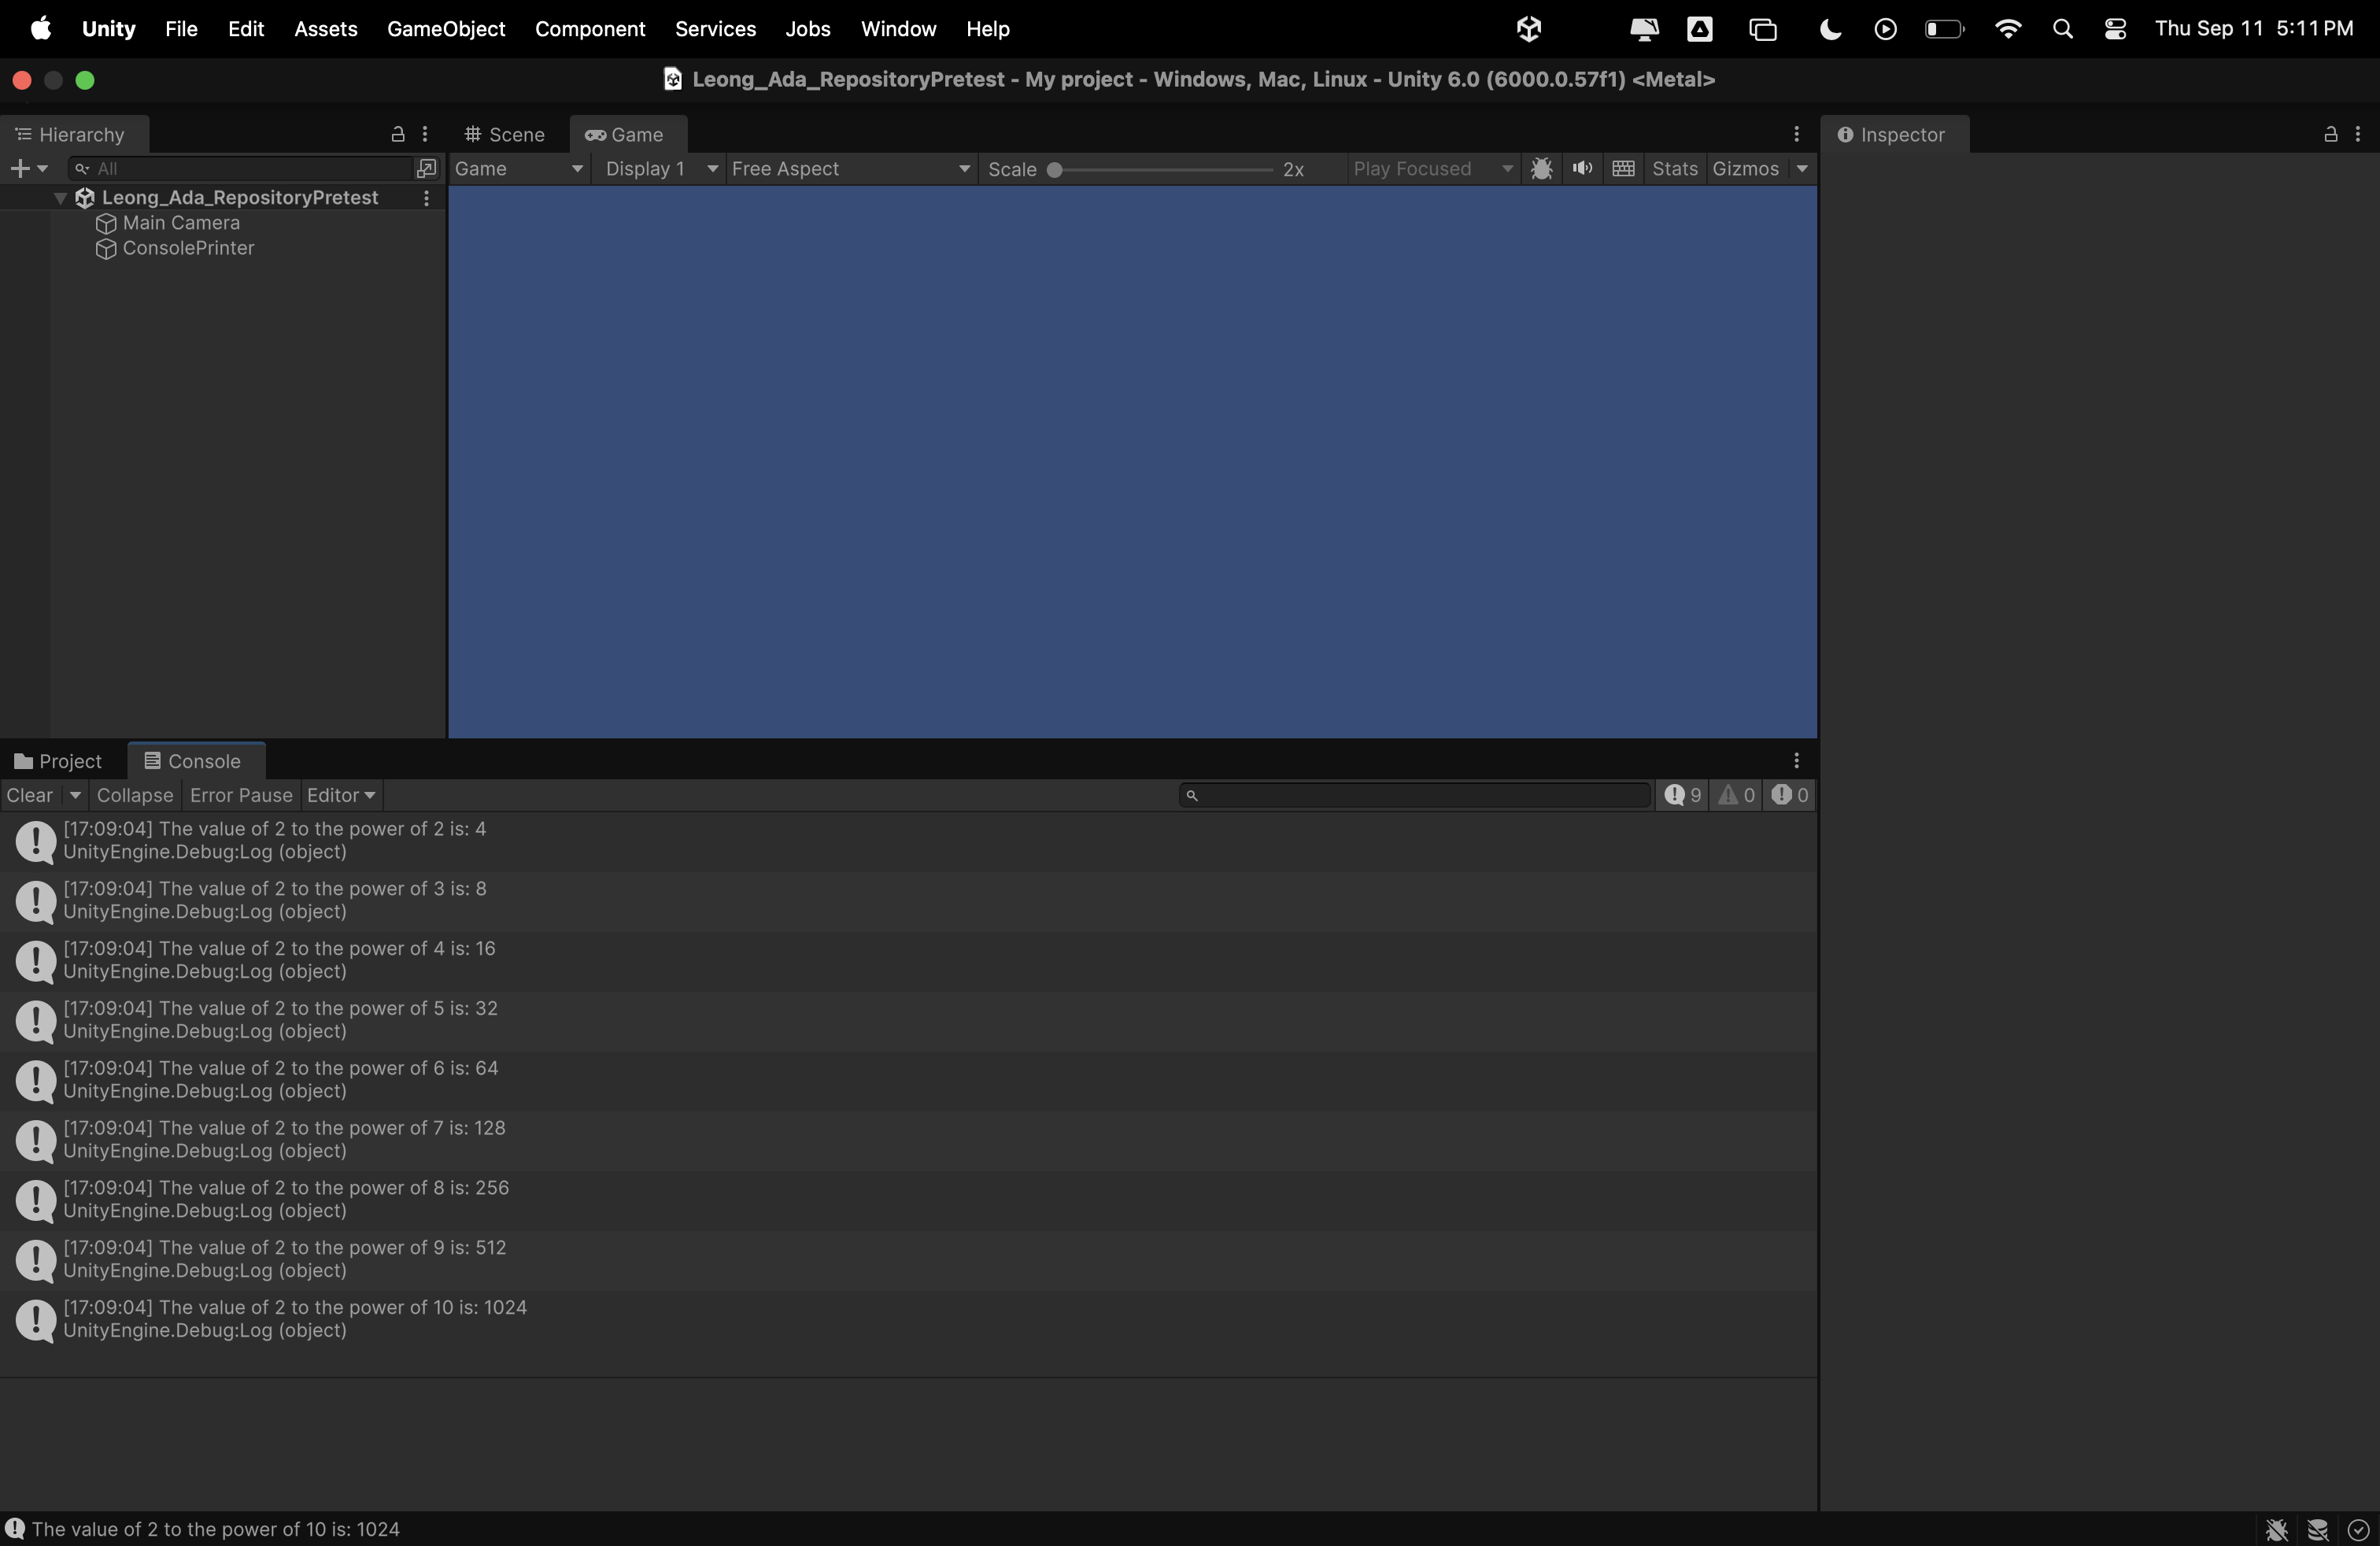 Unity File Edit Assets GameObject Component Services Jobs Window Help Thu Sep 11 5:11 PM
Leong_Ada_RepositoryPretest - My project - Windows, Mac, Linux - Unity 6.0 (6000.0.57f1) <Metal>
Hierarchy Scene Game Inspector
All Game Display 1 Free Aspect Scale 2x Play Focused Stats Gizmos
Leong_Ada_RepositoryPretest
Main Camera
ConsolePrinter
Project Console
Clear Collapse Error Pause Editor 9 0 0
[17:09:04] The value of 2 to the power of 2 is: 4
UnityEngine.Debug:Log (object)
[17:09:04] The value of 2 to the power of 3 is: 8
UnityEngine.Debug:Log (object)
[17:09:04] The value of 2 to the power of 4 is: 16
UnityEngine.Debug:Log (object)
[17:09:04] The value of 2 to the power of 5 is: 32
UnityEngine.Debug:Log (object)
[17:09:04] The value of 2 to the power of 6 is: 64
UnityEngine.Debug:Log (object)
[17:09:04] The value of 2 to the power of 7 is: 128
UnityEngine.Debug:Log (object)
[17:09:04] The value of 2 to the power of 8 is: 256
UnityEngine.Debug:Log (object)
[17:09:04] The value of 2 to the power of 9 is: 512
UnityEngine.Debug:Log (object)
[17:09:04] The value of 2 to the power of 10 is: 1024
UnityEngine.Debug:Log (object)
The value of 2 to the power of 10 is: 1024